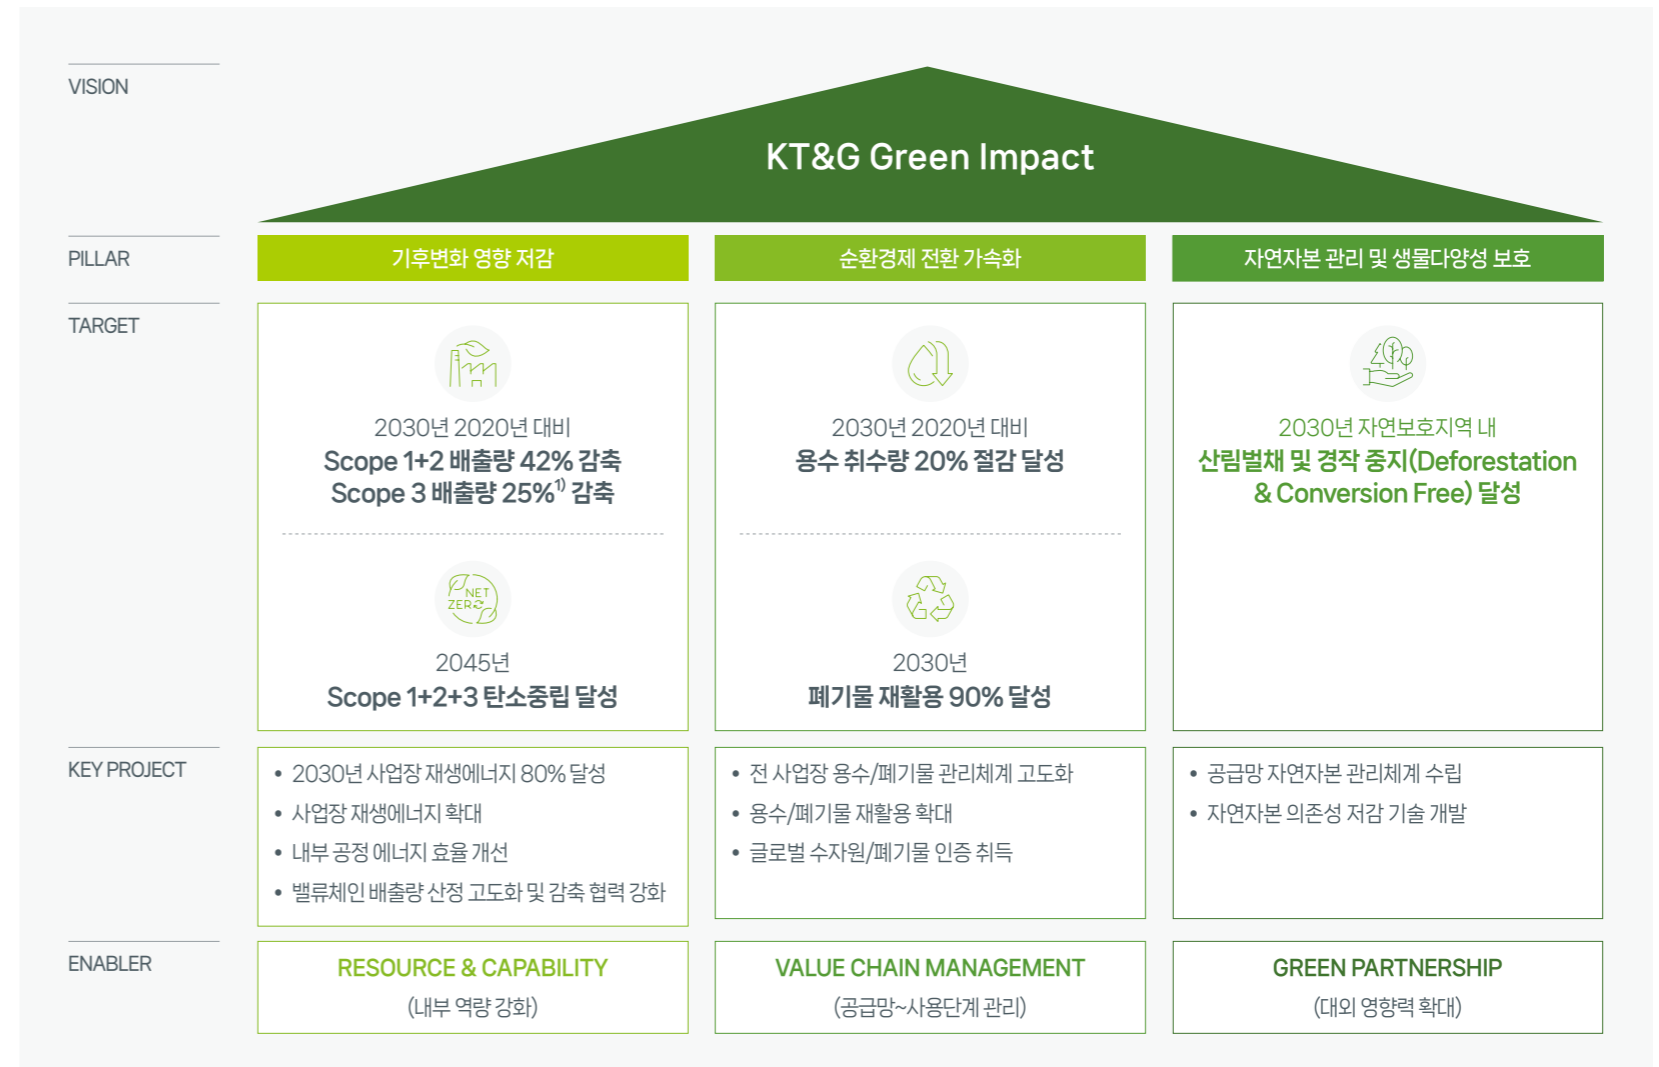 VISION
KT&G Green Impact
PILLAR
기후변화 영향 저감
순환경제 전환 가속화
자연자본 관리 및 생물다양성 보호
TARGET
2030년 2020년 대비
Scope 1+2 배출량 42% 감축
Scope 3 배출량 25%1) 감축
NET
ZERO
2045년
Scope 1+2+3 탄소중립 달성
2030년 2020년 대비
용수 취수량 20% 절감 달성
2030년
폐기물 재활용 90% 달성
2030년 자연보호지역 내
산림벌채 및 경작 중지(Deforestation
& Conversion Free) 달성
KEY PROJECT
• 2030년 사업장 재생에너지 80% 달성
• 사업장 재생에너지 확대
• 내부 공정 에너지 효율 개선
• 밸류체인 배출량 산정 고도화 및 감축 협력 강화
• 전 사업장 용수/폐기물 관리체계 고도화
• 용수/폐기물 재활용 확대
• 글로벌 수자원/폐기물 인증 취득
• 공급망 자연자본 관리체계 수립
• 자연자본 의존성 저감 기술 개발
ENABLER
RESOURCE & CAPABILITY
(내부 역량 강화)
VALUE CHAIN MANAGEMENT
(공급망~사용단계 관리)
GREEN PARTNERSHIP
(대외 영향력 확대)